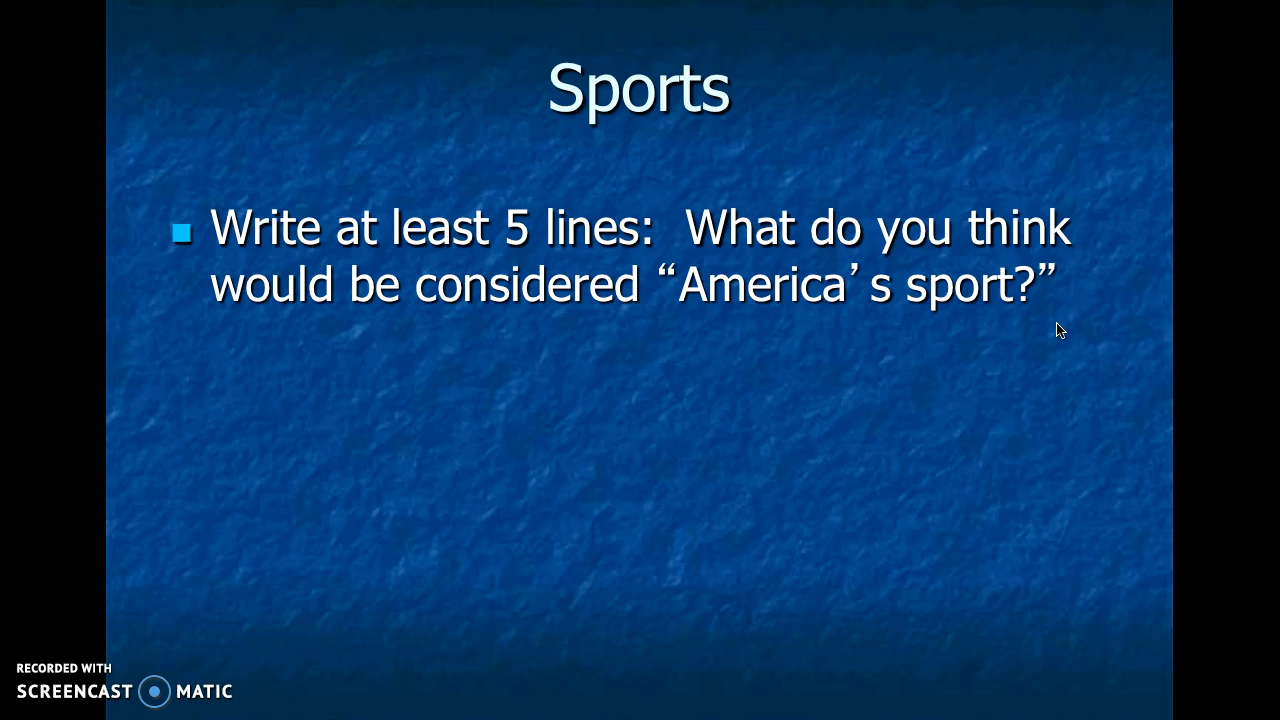 Sports
Write at least 5 lines:  What do you think
would be considered “America’s sport?”
RECORDED WITH
SCREENCAST MATIC